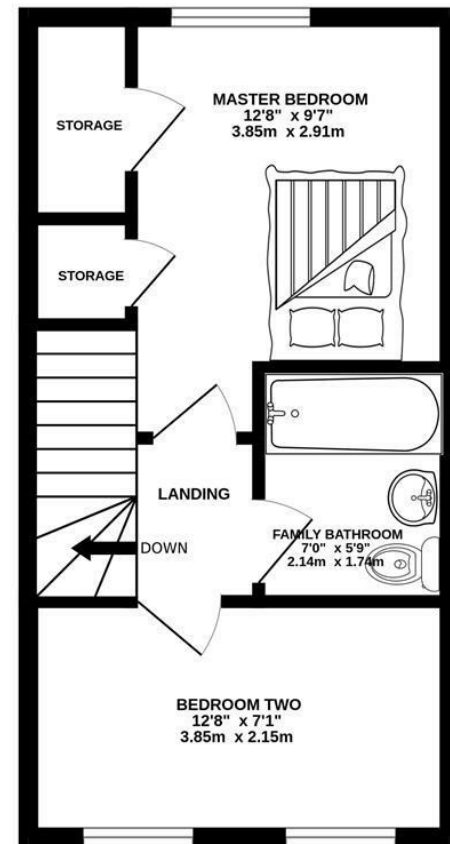 MASTER BEDROOM
12'8" x 9'7"
3.85m x 2.91m
STORAGE
STORAGE
LANDING
DOWN
FAMILY BATHROOM
7'0" x 5'9"
2.14m x 1.74m
BEDROOM TWO
12'8" x 7'1"
3.85m x 2.15m